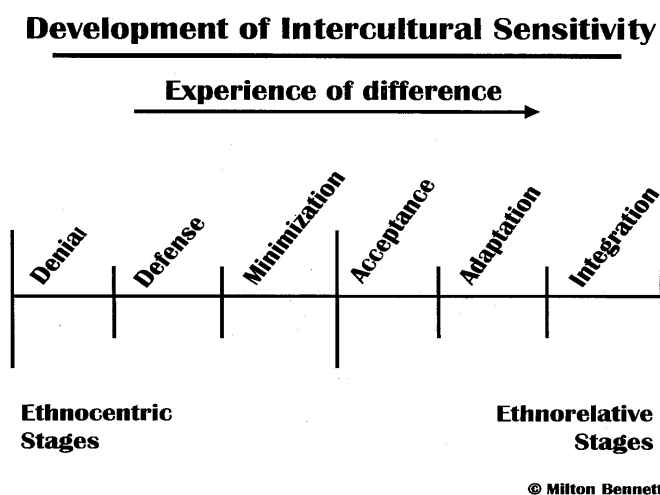 Development of Intercultural Sensitivity
Experience of difference
Denial
Defense
Minimization
Acceptance
Adaptation
Integration
Ethnocentric
Stages
Ethnorelative
Stages
© Milton Bennett